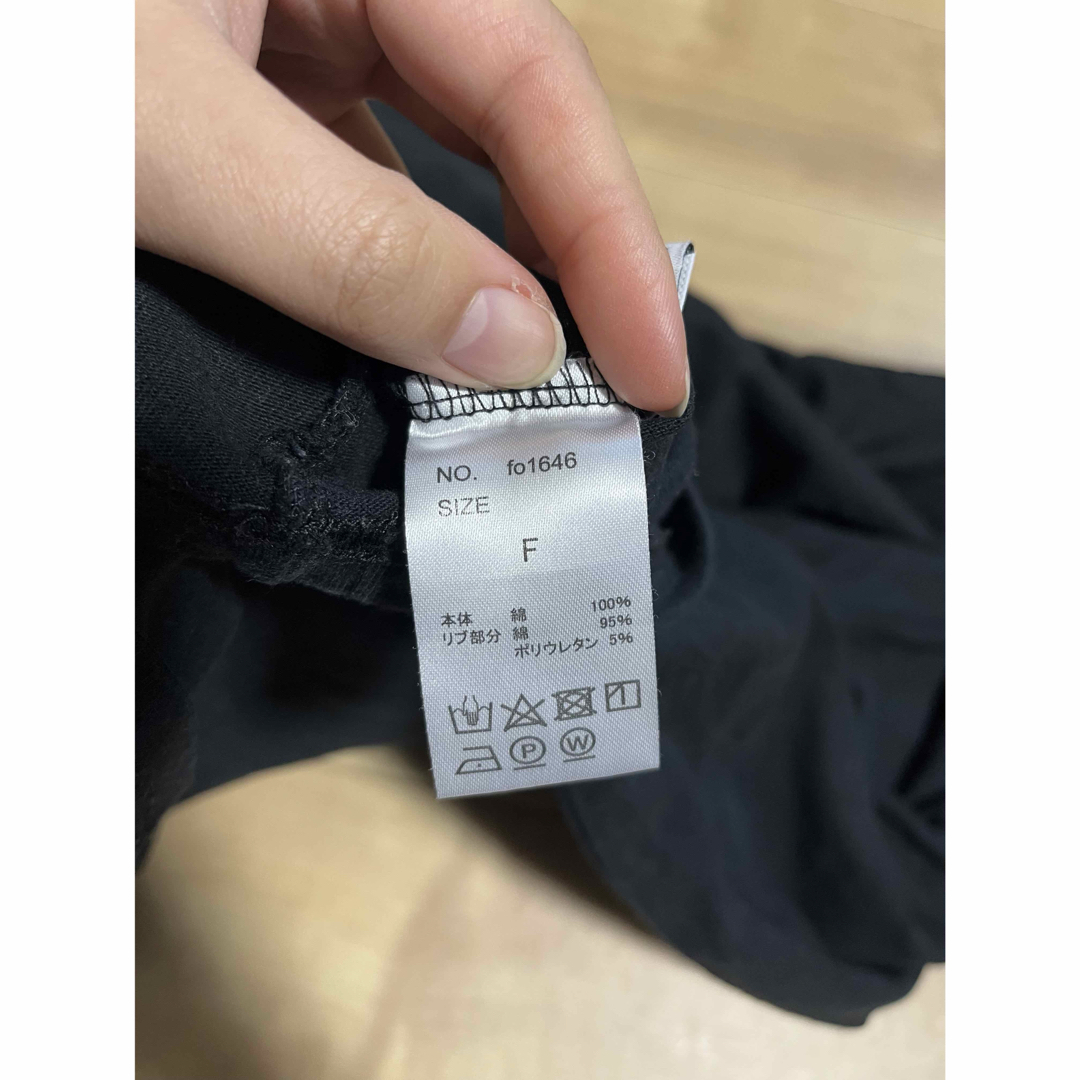 NO. fo1646
SIZE
F
本体 綿 100%
リブ部分 綿 95%
ポリウレタン 5%
P W